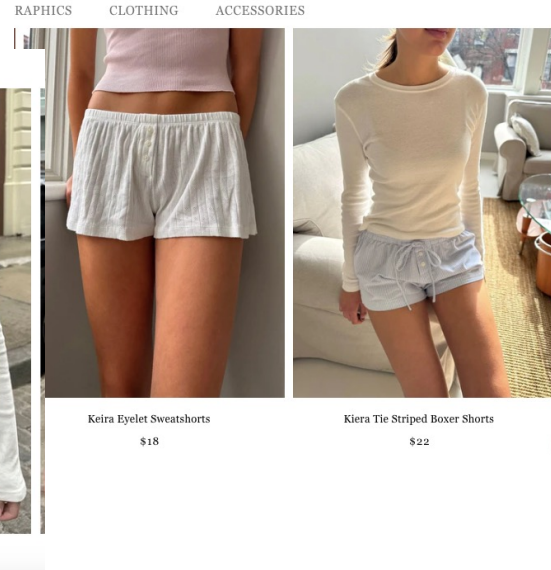 RAPHICS CLOTHING ACCESSORIES
Keira Eyelet Sweatshorts
$18
Kiera Tie Striped Boxer Shorts
$22